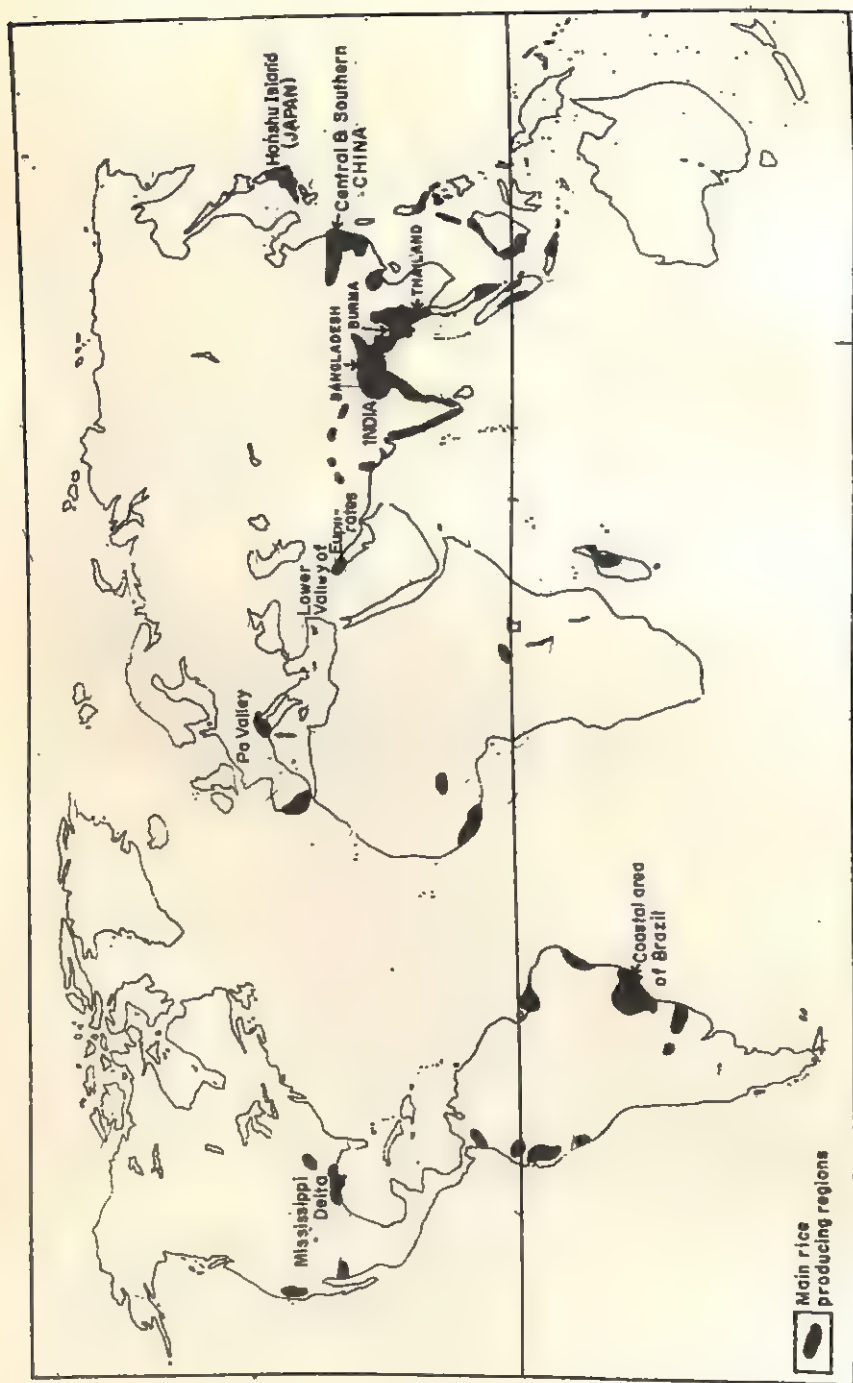 Honshu Island
(JAPAN)
Central & Southern
CHINA
THAILAND
BURMA
BANGLADESH
INDIA
Lower
Valley of
Euph-
rates
Po Valley
Coastal area
of Brazil
Mississippi
Delta
Main rice
producing regions